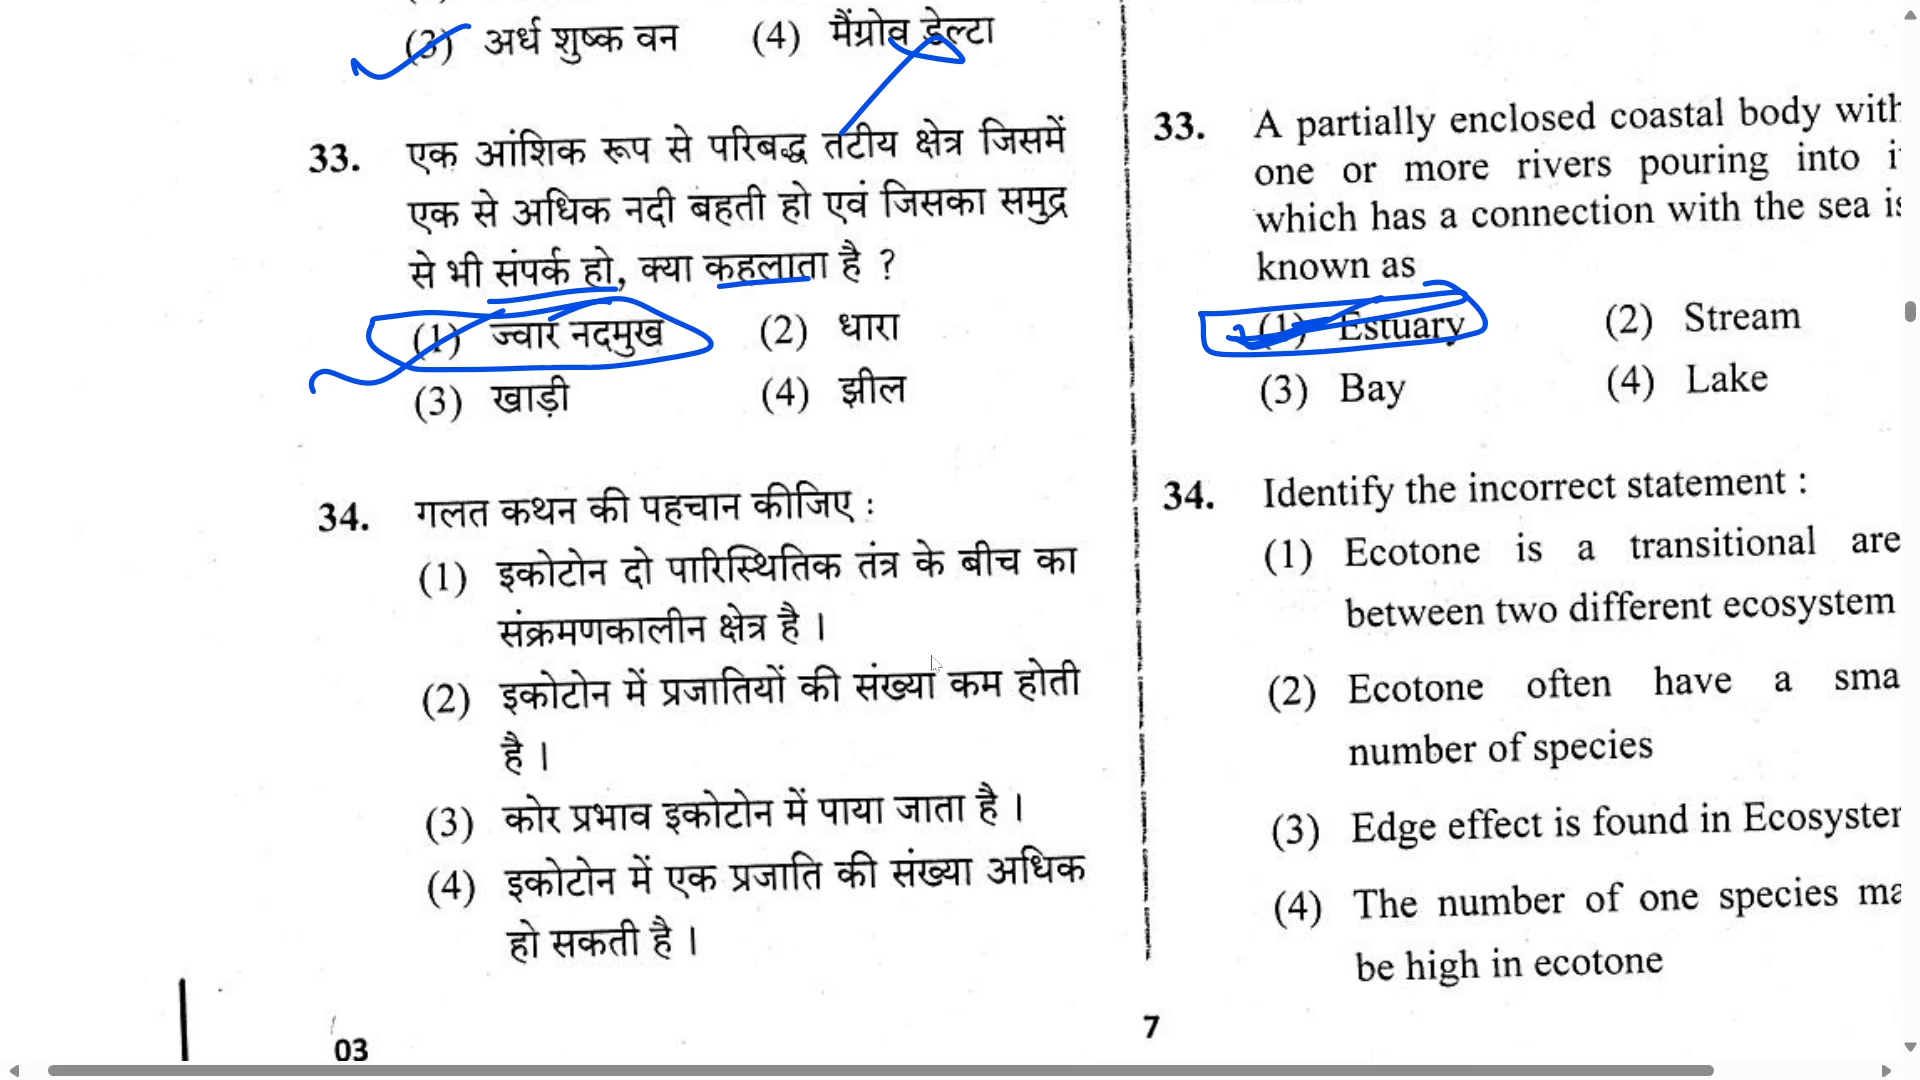 (3) अर्ध शुष्क वन (4) मैंग्रोव डेल्टा
33. एक आंशिक रूप से परिबद्ध तटीय क्षेत्र जिसमें
एक से अधिक नदी बहती हो एवं जिसका समुद्र
से भी संपर्क हो, क्या कहलाता है ?
(1) ज्वार नदमुख (2) धारा
(3) खाड़ी (4) झील
34. गलत कथन की पहचान कीजिए :
(1) इकोटोन दो पारिस्थितिक तंत्र के बीच का
संक्रमणकालीन क्षेत्र है ।
(2) इकोटोन में प्रजातियों की संख्या कम होती
है ।
(3) कोर प्रभाव इकोटोन में पाया जाता है ।
(4) इकोटोन में एक प्रजाति की संख्या अधिक
हो सकती है ।
03
33. A partially enclosed coastal body with
one or more rivers pouring into
which has a connection with the sea is
known as
(1) Estuary (2) Stream
(3) Bay (4) Lake
34. Identify the incorrect statement :
(1) Ecotone is a transitional are
between two different ecosystem
(2) Ecotone often have a sma
number of species
(3) Edge effect is found in Ecosyster
(4) The number of one species ma
be high in ecotone
7